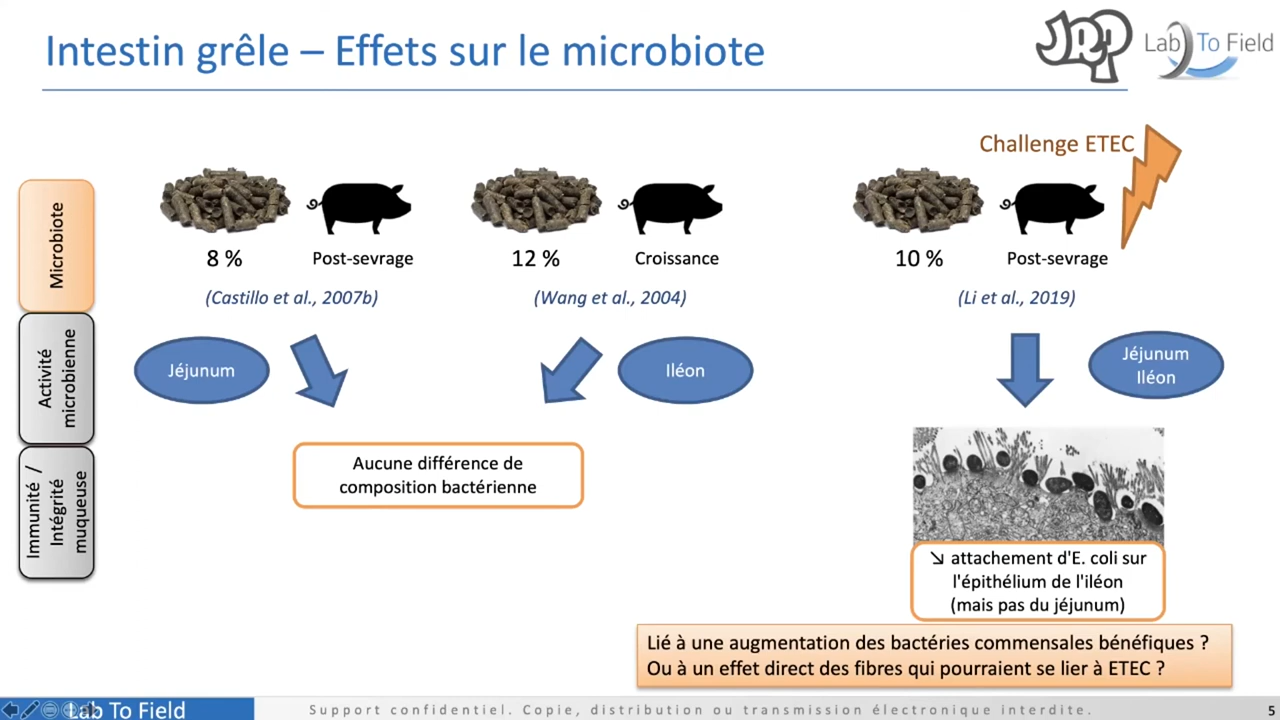 Intestin grêle – Effets sur le microbiote
JRP
Lab To Field
Challenge ETEC
Microbiote
Activité
microbienne
Immunité /
Intégrité
muqueuse
8 %
Post-sevrage
(Castillo et al., 2007b)
12 %
Croissance
(Wang et al., 2004)
10 %
Post-sevrage
(Li et al., 2019)
Jéjunum
Iléon
Jéjunum
Iléon
Aucune différence de
composition bactérienne
↘ attachement d'E. coli sur
l'épithélium de l'iléon
(mais pas du jéjunum)
Lié à une augmentation des bactéries commensales bénéfiques ?
Ou à un effet direct des fibres qui pourraient se lier à ETEC ?
Lab To Field
Support confidentiel. Copie, distribution ou transmission électronique interdite.
5